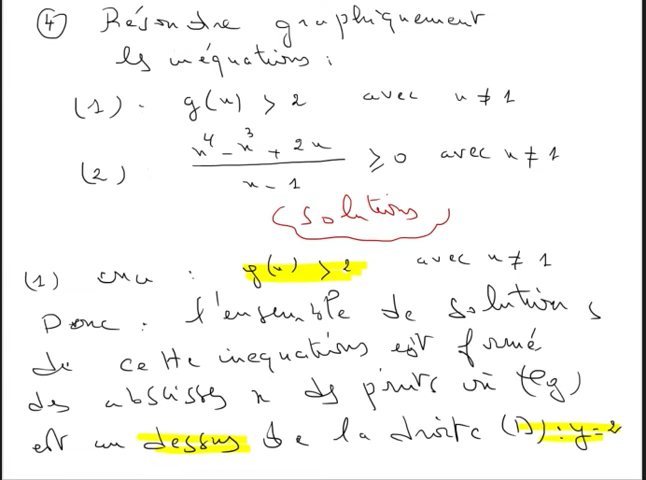 ④ Résoudre graphiquement
les inéquations :
(1). g(x) > 2 avec x ≠ 1
(2) (x⁴ - x³ + 2x)/(x - 1) ≥ 0 avec x ≠ 1
(Solutions)
(1) on a : g(x) > 2 avec x ≠ 1
Donc : l'ensemble de solutions
de cette inequations est formé
des abscisses x des points où (Cg)
est au dessus de la droite (D) : y = 2